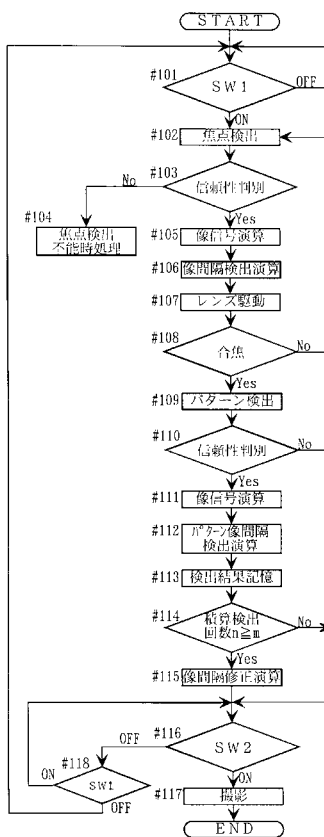 START
#101
SW1
OFF
ON
#102
焦点検出
#103
信頼性判別
No
Yes
#104
焦点検出
不能時処理
#105
像信号演算
#106
像間隔検出演算
#107
レンズ駆動
#108
合焦
No
Yes
#109
パターン検出
#110
信頼性判別
No
Yes
#111
像信号演算
#112
パターン像間隔
検出演算
#113
検出結果記憶
#114
積算検出
回数n≧m
No
Yes
#115
像間隔修正演算
#116
SW2
OFF
ON
#118
SW1
ON
OFF
#117
撮影
END